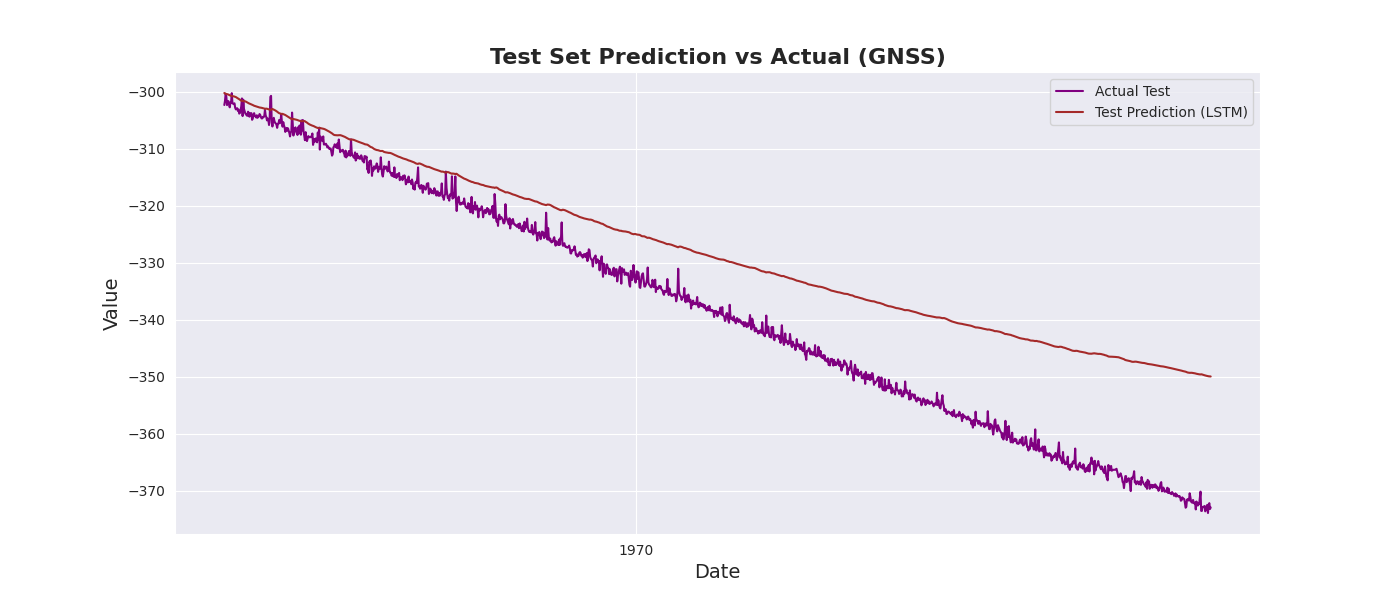 Test Set Prediction vs Actual (GNSS)
Actual Test
Test Prediction (LSTM)
−300
−310
−320
−330
−340
−350
−360
−370
Value
1970
Date